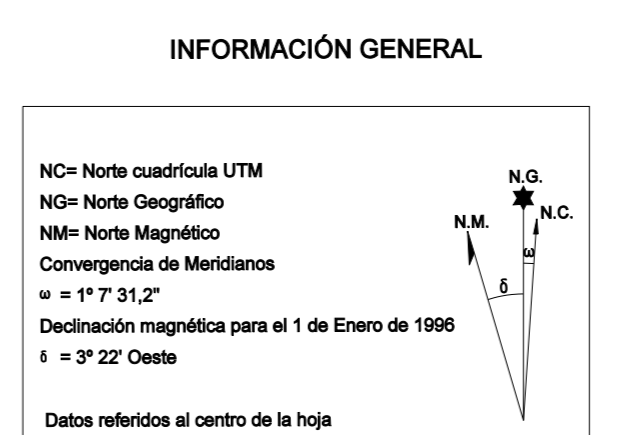 INFORMACIÓN GENERAL
NC= Norte cuadrícula UTM
NG= Norte Geográfico
NM= Norte Magnético
Convergencia de Meridianos
ω = 1º 7' 31,2"
Declinación magnética para el 1 de Enero de 1996
δ = 3º 22' Oeste
Datos referidos al centro de la hoja
N.G.
N.C.
N.M.
ω
δ